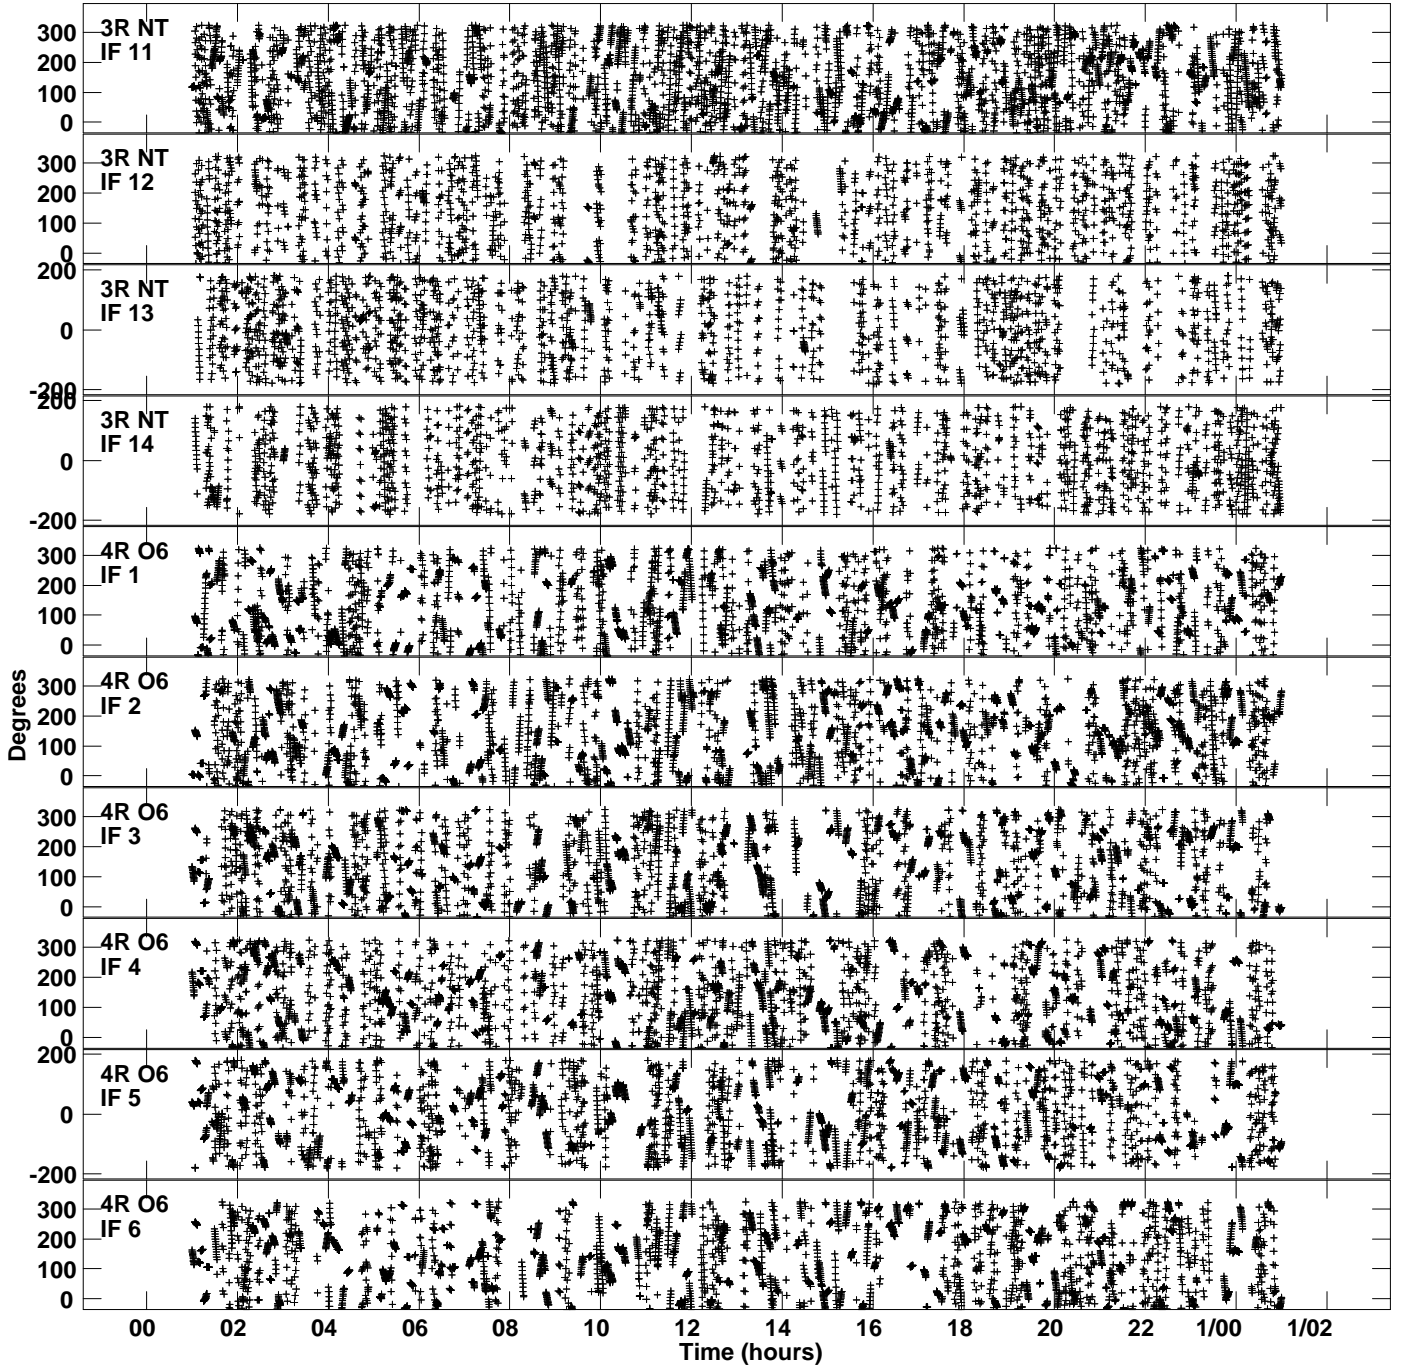 3R NT
IF 11
300
200
100
0
3R NT
IF 12
300
200
100
0
3R NT
IF 13
200
0
-200
3R NT
IF 14
200
0
-200
4R O6
IF 1
300
200
100
0
4R O6
IF 2
300
200
100
0
4R O6
IF 3
300
200
100
0
4R O6
IF 4
300
200
100
0
4R O6
IF 5
200
0
-200
4R O6
IF 6
300
200
100
0
Degrees
00 02 04 06 08 10 12 14 16 18 20 22 1/00 1/02
Time (hours)